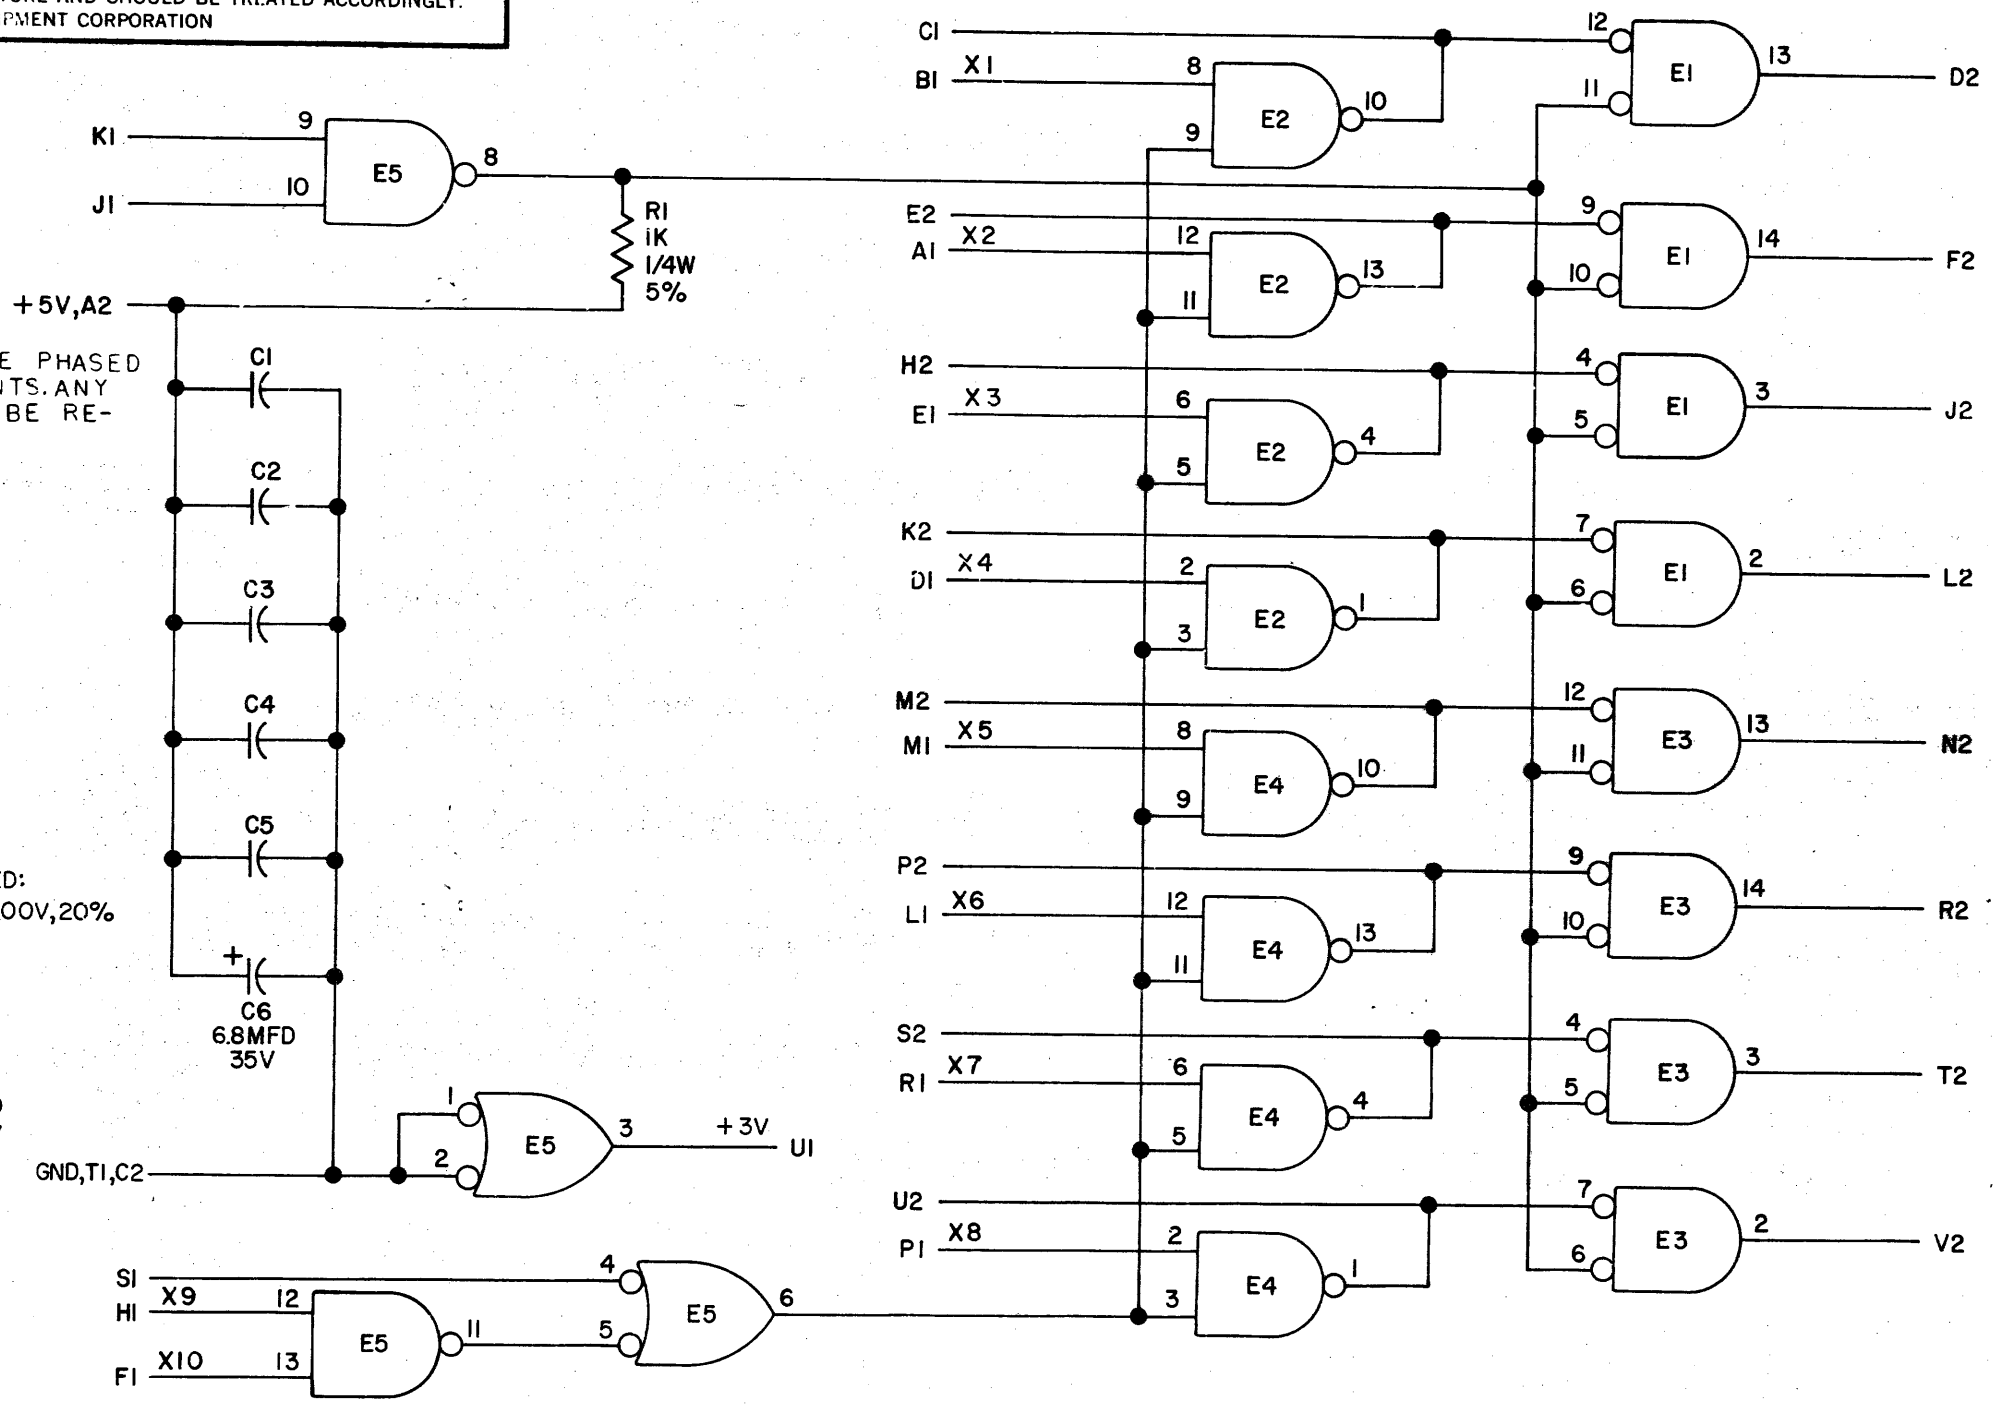 URE AND SHOULD BE TREATED ACCORDINGLY.
PMENT CORPORATION
K1
9
J1
10
E5
8
R1
1K
1/4W
5%
+5V,A2
E PHASED
NTS. ANY
BE RE-
C1
C2
C3
C4
C5
ED:
00V,20%
+
C6
6.8MFD
35V
GND,T1,C2
1
2
E5
3
+3V
U1
S1
4
H1
X9
12
F1
X10
13
E5
11
5
E5
6
C1
12
B1
X1
8
9
E2
10
11
E1
13
D2
E2
9
A1
X2
12
11
E2
13
10
E1
14
F2
H2
4
E1
X3
6
5
E2
4
5
E1
3
J2
K2
7
D1
X4
2
3
E2
1
6
E1
2
L2
M2
12
M1
X5
8
9
E4
10
11
E3
13
N2
P2
9
L1
X6
12
11
E4
13
10
E3
14
R2
S2
4
R1
X7
6
5
E4
4
5
E3
3
T2
U2
7
P1
X8
2
3
E4
1
6
E3
2
V2